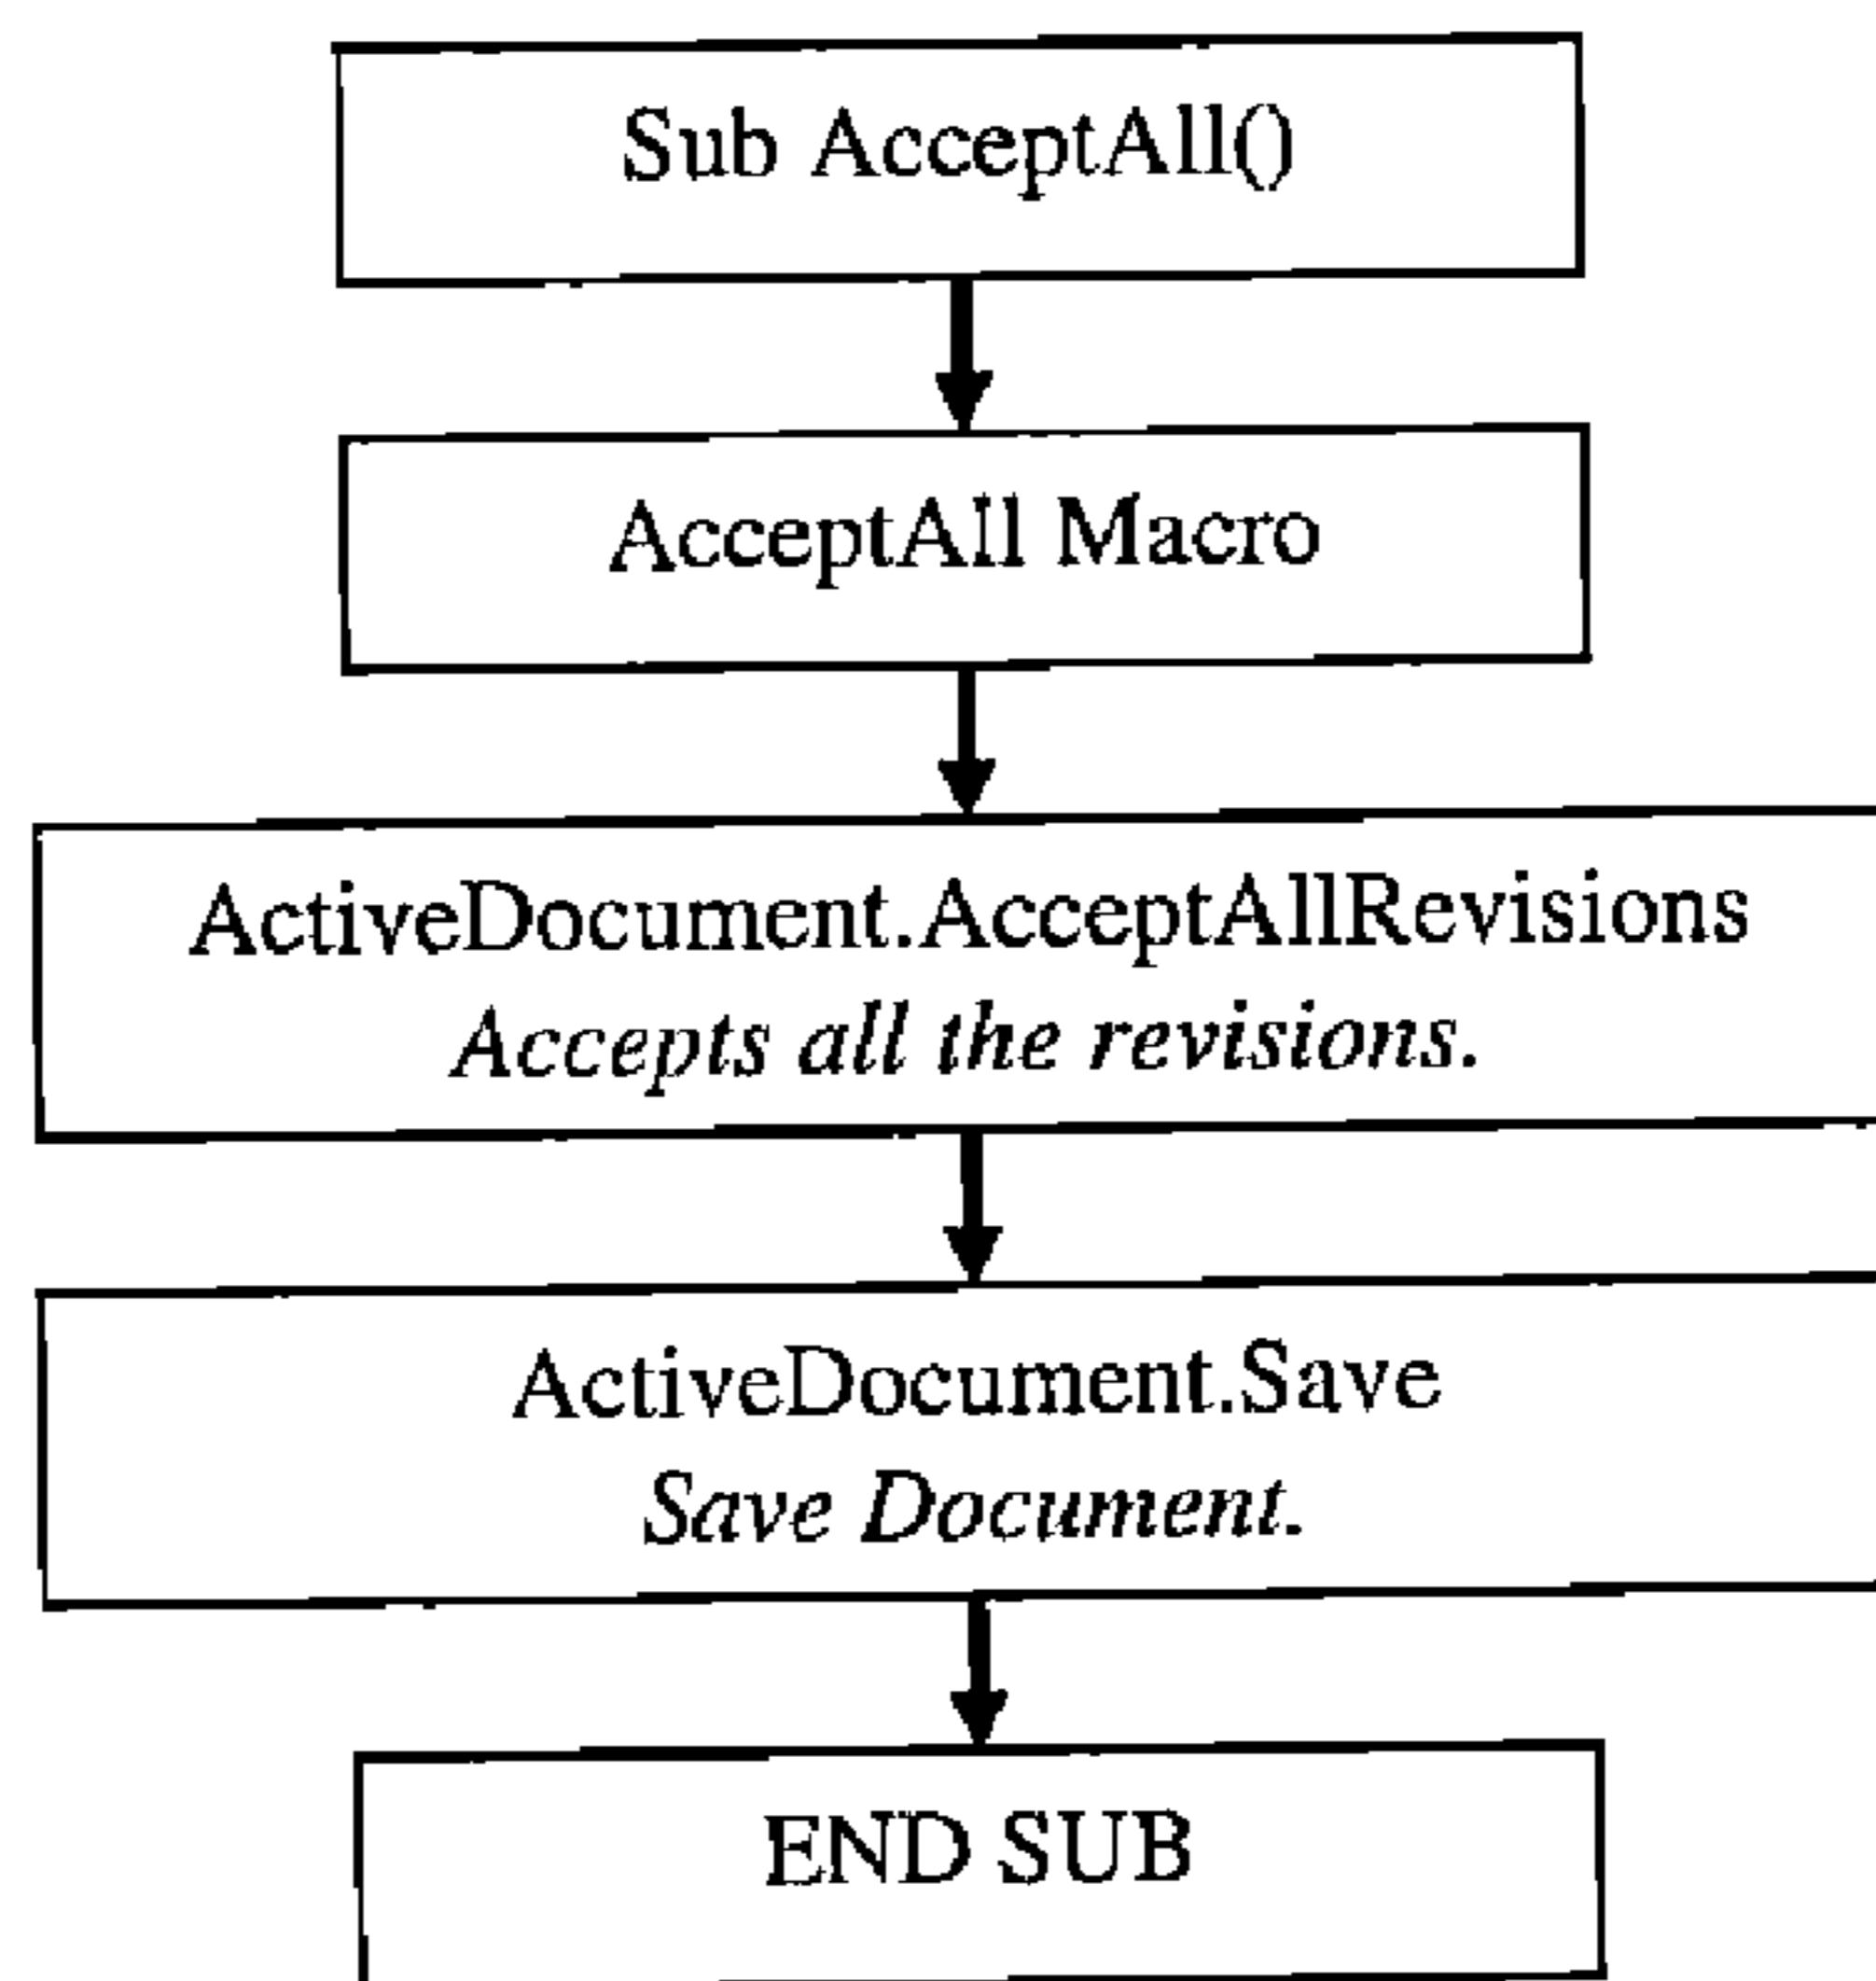 Sub AcceptAll()
AcceptAll Macro
ActiveDocument.AcceptAllRevisions
Accepts all the revisions.
ActiveDocument.Save
Save Document.
END SUB